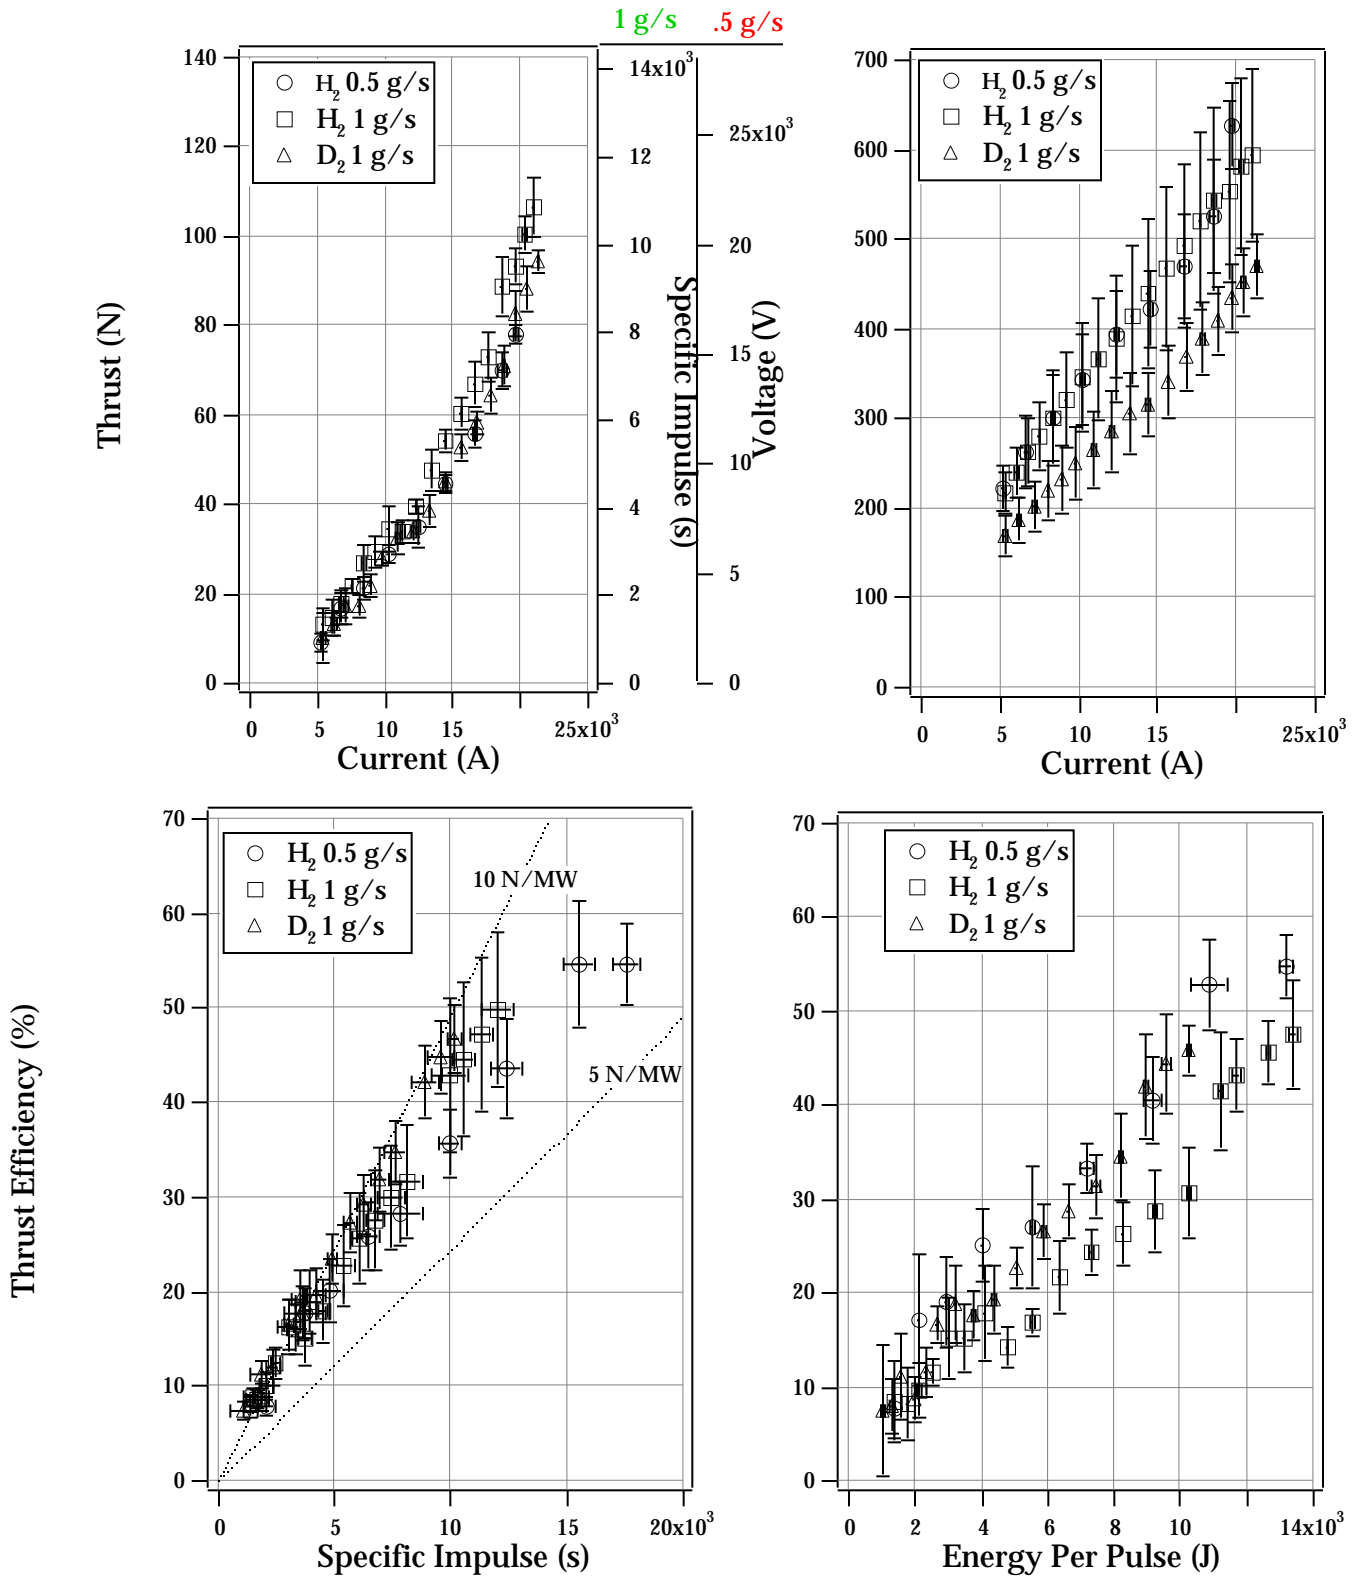 1 g/s .5 g/s
140
120
100
80
60
40
20
0
Thrust (N)
H2 0.5 g/s
H2 1 g/s
D2 1 g/s
0 5 10 15 25x10³
Current (A)
14x10³
12
10
8
6
4
2
0
Specific Impulse (s)
25x10³
20
15
10
5
0
Voltage (V)
700
600
500
400
300
200
100
0
H2 0.5 g/s
H2 1 g/s
D2 1 g/s
0 5 10 15 25x10³
Current (A)
70
60
50
40
30
20
10
0
Thrust Efficiency (%)
H2 0.5 g/s
H2 1 g/s
D2 1 g/s
10 N/MW
5 N/MW
0 5 10 15 20x10³
Specific Impulse (s)
70
60
50
40
30
20
10
0
H2 0.5 g/s
H2 1 g/s
D2 1 g/s
0 2 4 6 8 10 14x10³
Energy Per Pulse (J)